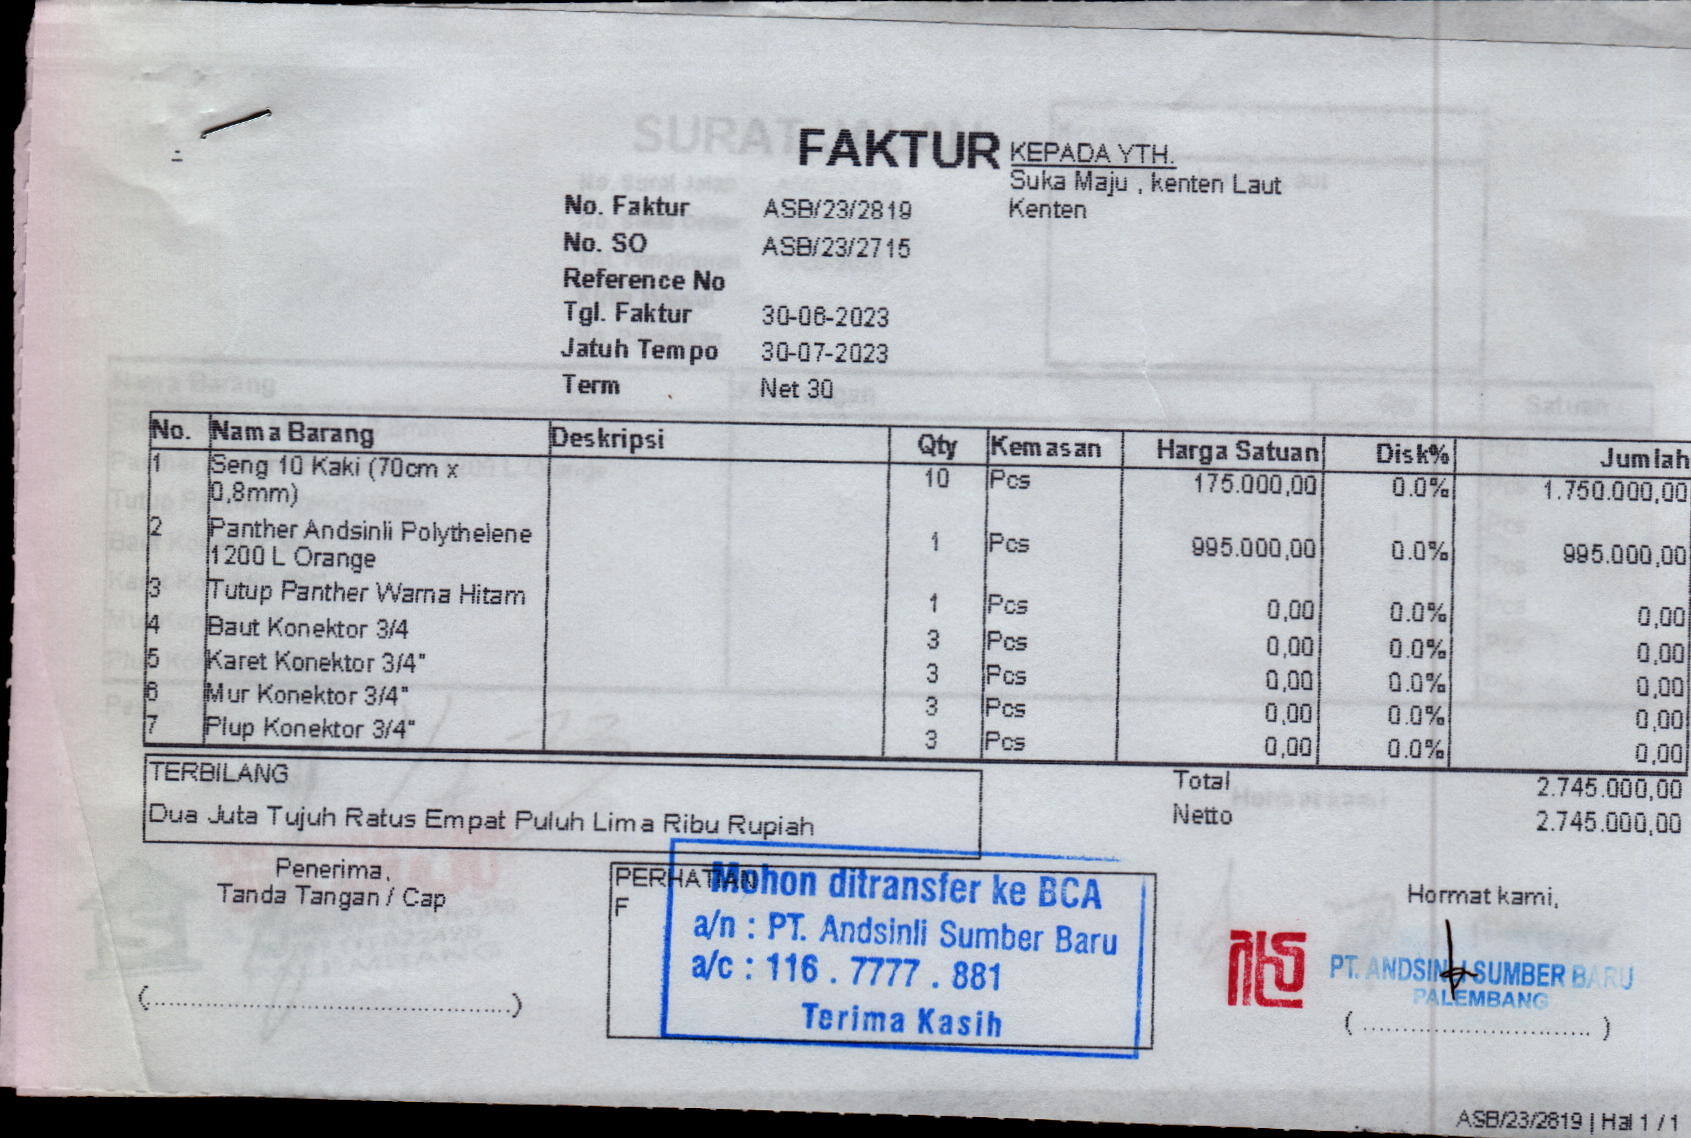 FAKTUR
KEPADA YTH.
Suka Maju , kenten Laut
Kenten
No. Faktur ASB/23/2819
No. SO ASB/23/2715
Reference No
Tgl. Faktur 30-06-2023
Jatuh Tempo 30-07-2023
Term Net 30
No. Nama Barang Deskripsi Qty Kemasan Harga Satuan Disk% Jumlah
1 Seng 10 Kaki (70cm x 10 Pcs 175.000,00 0.0% 1.750.000,00
0,8mm)
2 Panther Andsinli Polythelene 1 Pcs 995.000,00 0.0% 995.000,00
1200 L Orange
3 Tutup Panther Warna Hitam 1 Pcs 0,00 0.0% 0,00
4 Baut Konektor 3/4 3 Pcs 0,00 0.0% 0,00
5 Karet Konektor 3/4" 3 Pcs 0,00 0.0% 0,00
6 Mur Konektor 3/4" 3 Pcs 0,00 0.0% 0,00
7 Plup Konektor 3/4" 3 Pcs 0,00 0.0% 0,00
TERBILANG
Dua Juta Tujuh Ratus Empat Puluh Lima Ribu Rupiah
Total 2.745.000,00
Netto 2.745.000,00
Penerima,
Tanda Tangan / Cap
(........................................)
PERHATIAN
F
Mohon ditransfer ke BCA
a/n : PT. Andsinli Sumber Baru
a/c : 116 . 7777 . 881
Terima Kasih
Hormat kami,
PT. ANDSINLI SUMBER BARU
PALEMBANG
( .............................. )
ASB/23/2819 | Hal 1 / 1